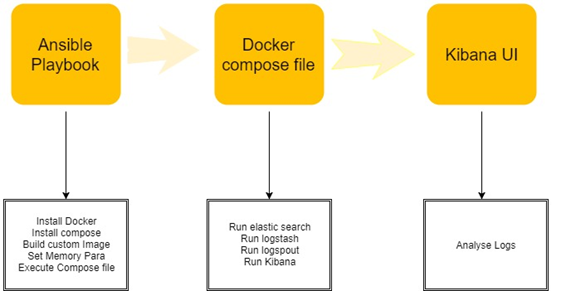 Ansible
Playbook
Docker
compose file
Kibana UI
Install Docker
Install compose
Build custom Image
Set Memory Para
Execute Compose file
Run elastic search
Run logstash
Run logspout
Run Kibana
Analyse Logs